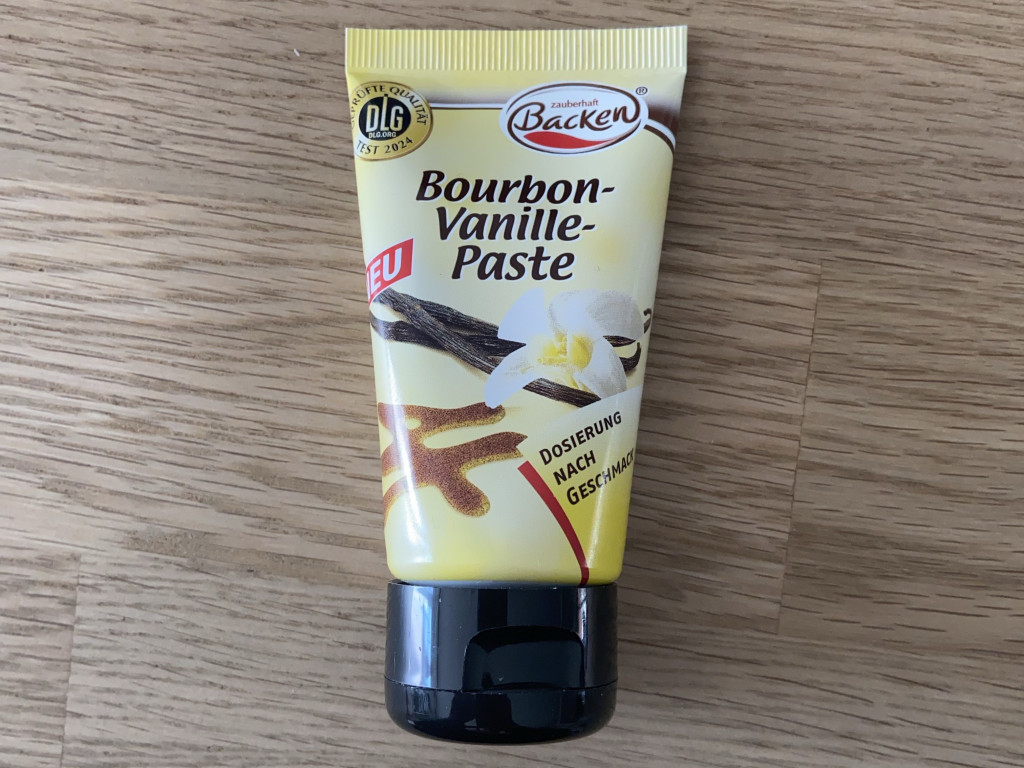 GEPRÜFTE QUALITÄT
DLG
DLG.ORG
TEST 2024
zauberhaft
Backen®
Bourbon-
Vanille-
Paste
NEU
DOSIERUNG
NACH
GESCHMACK